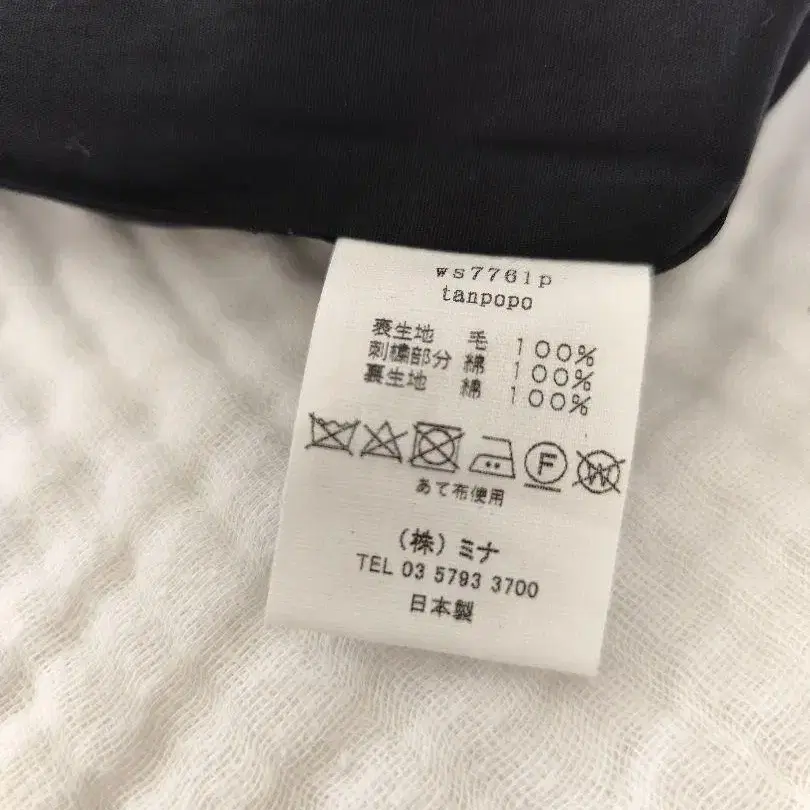 ws7761p
tanpopo
表生地 毛 100%
刺繍部分 綿 100%
裏生地 綿 100%
F W
あて布使用
(株)ミナ
TEL 03 5793 3700
日本製